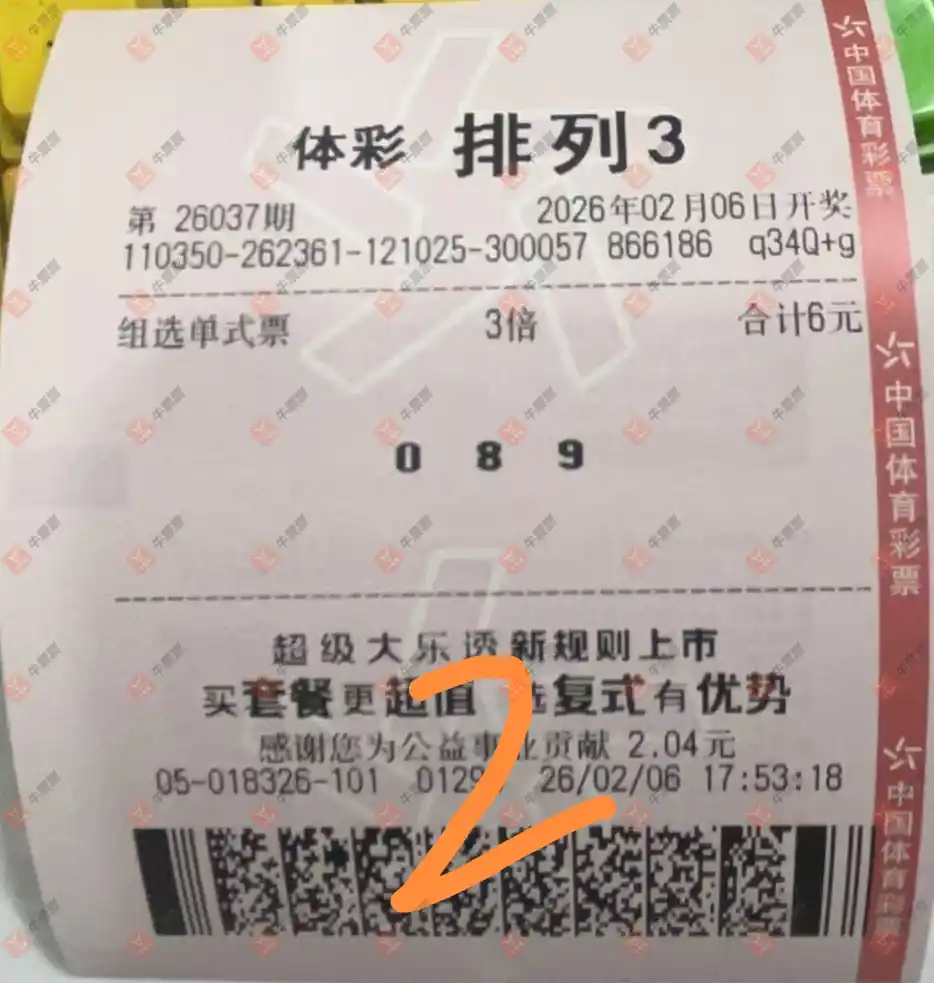 体彩 排列3
第 26037期 2026年02月06日开奖
110350-262361-121025-300057 866186 q34Q+g
组选单式票 3倍 合计6元
0 8 9
超级大乐透新规则上市
买套餐更超值 选复式有优势
感谢您为公益事业贡献 2.04元
05-018326-101 0129 26/02/06 17:53:18
2
中国体育彩票
中国体育彩票
中国体育彩票
牛票票